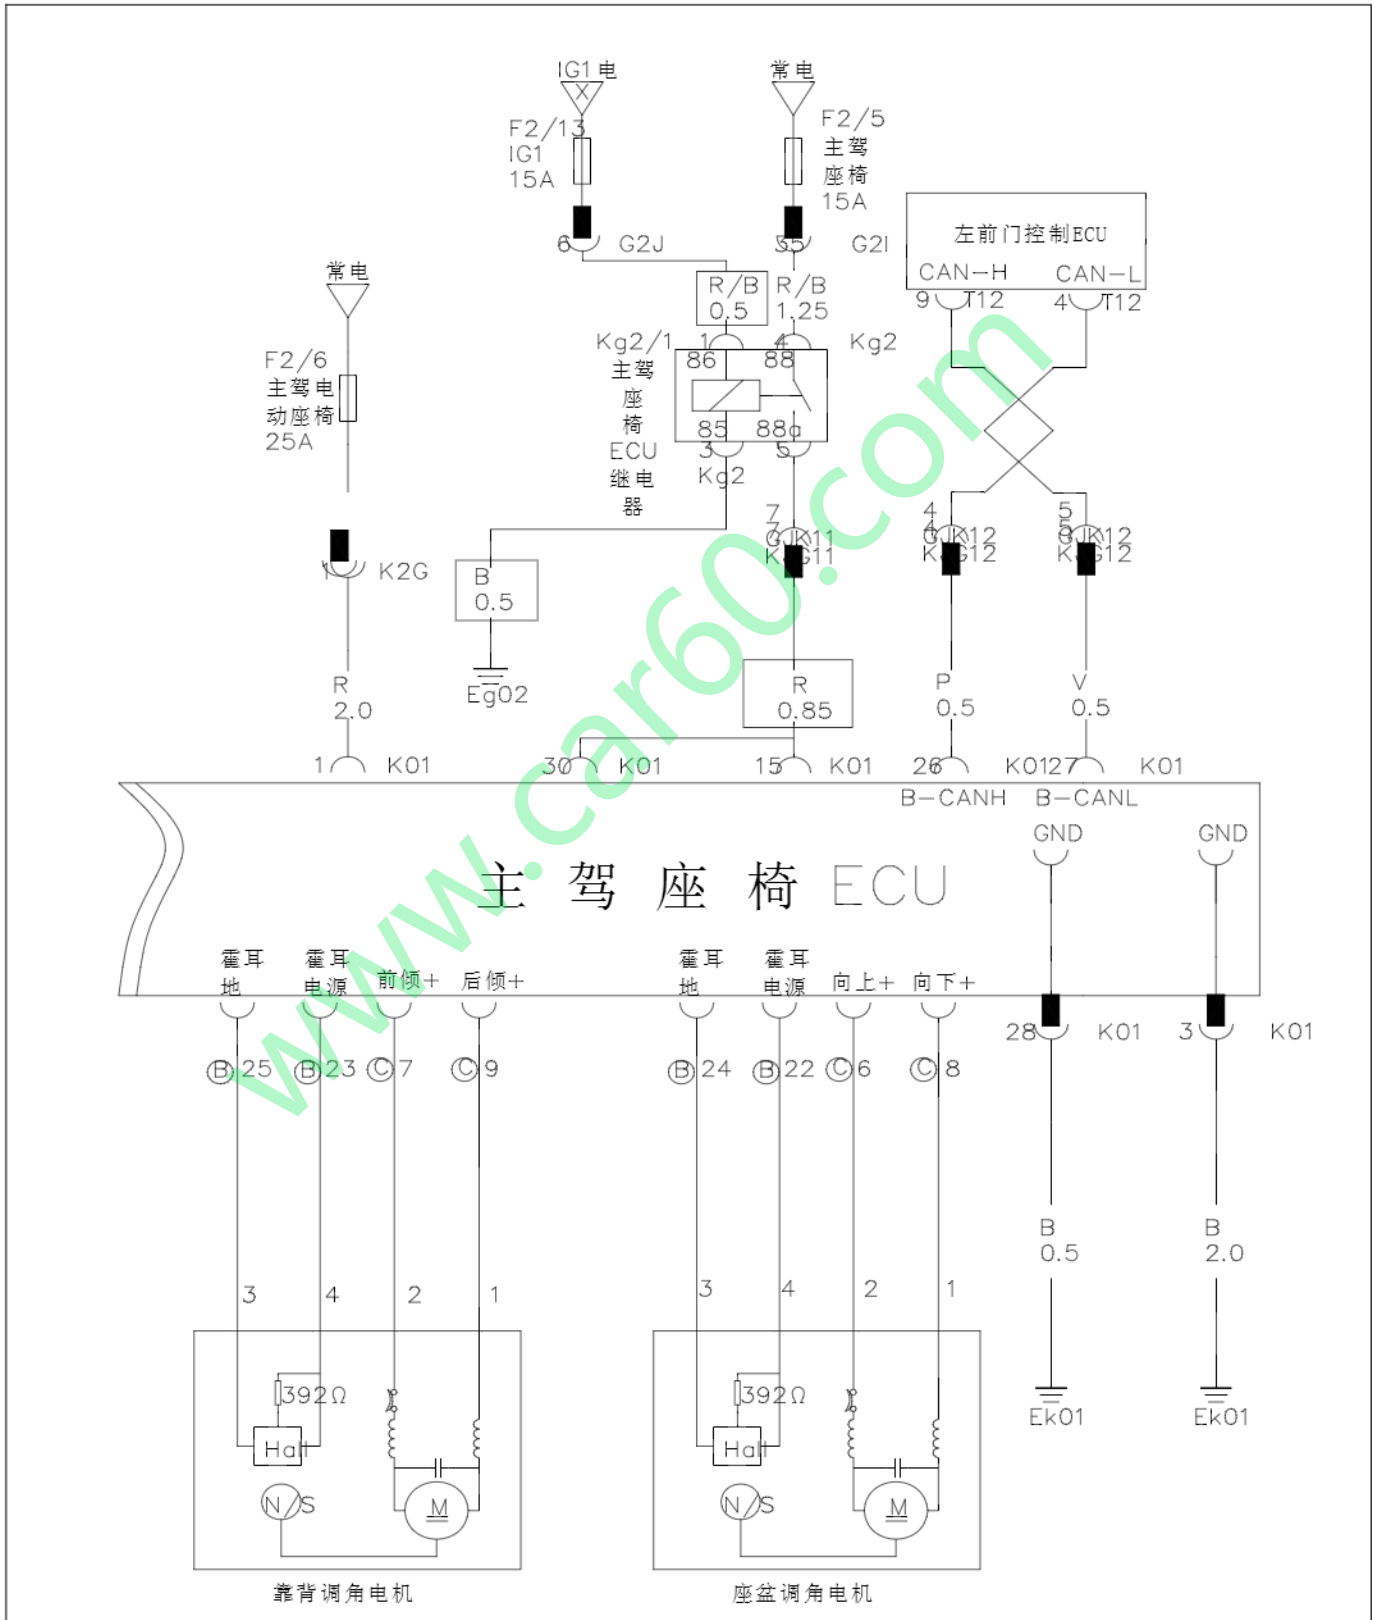 IG1电
常电
F2/13
IG1
15A
F2/5
主驾
座椅
15A
6 G2J
35 G2I
左前门控制ECU
CAN-H CAN-L
9 T12 4 T12
常电
F2/6
主驾电
动座椅
25A
R/B
0.5
R/B
1.25
Kg2/1 1 4 Kg2
86 88
主驾
座
椅
ECU
继电
器
85 88a
3 5
Kg2
7
7
GJK11
KJG11
4
4
GJK12
KJG12
5
5
GJK12
KJG12
1 K2G
B
0.5
Eg02
R
2.0
R
0.85
P
0.5
V
0.5
1 K01 30 K01 15 K01 26 K01 27 K01
B-CANH B-CANL
GND GND
主驾座椅ECU
霍耳
地
霍耳
电源
前倾+ 后倾+
霍耳
地
霍耳
电源
向上+ 向下+
28 K01 3 K01
B 25 B 23 C 7 C 9 B 24 B 22 C 6 C 8
B
0.5
B
2.0
3 4 2 1 3 4 2 1
392Ω 392Ω
Hall Hall
Ek01 Ek01
N/S M N/S M
靠背调角电机 座盆调角电机
www.car60.com